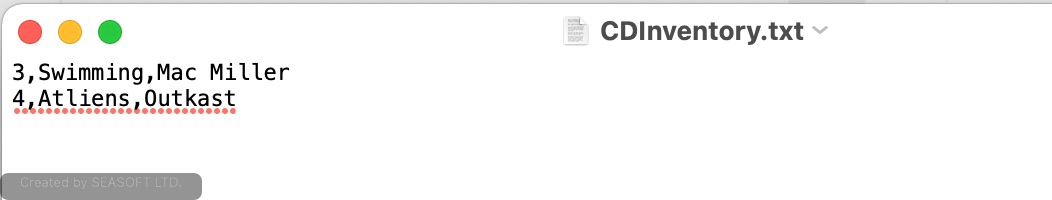 CDInventory.txt
3,Swimming,Mac Miller
4,Atliens,Outkast
Created by SEASOFT LTD.